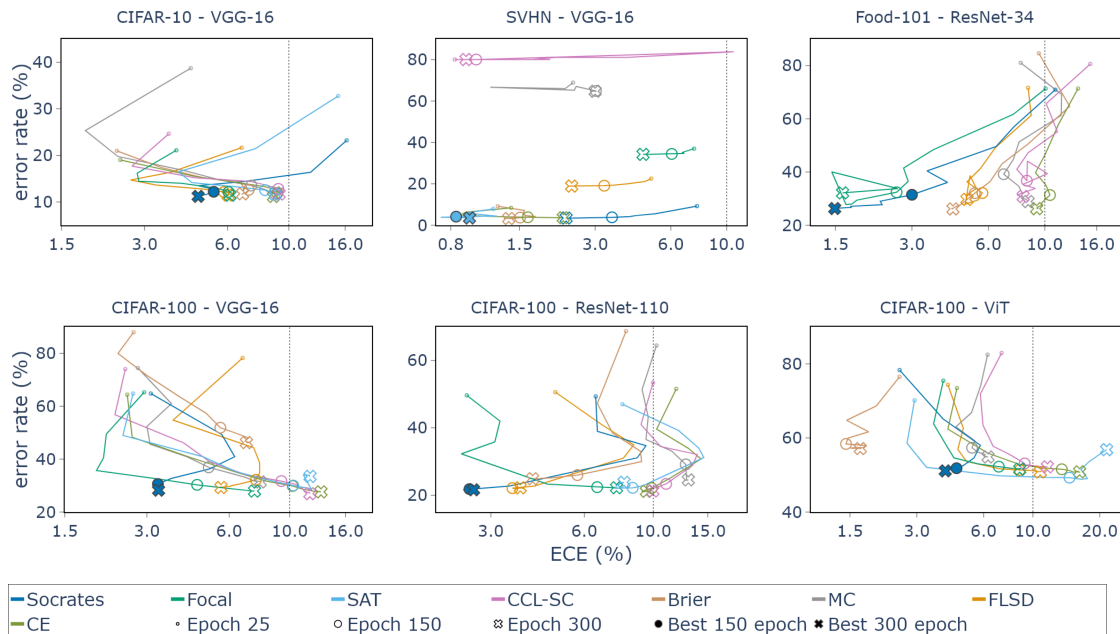 CIFAR-10 - VGG-16
SVHN - VGG-16
Food-101 - ResNet-34
error rate (%)
40
30
20
10
1.5
3.0
6.0
10.0
16.0
80
60
40
20
0
0.8
1.5
3.0
10.0
80
60
40
20
1.5
3.0
6.0
10.0
16.0
CIFAR-100 - VGG-16
CIFAR-100 - ResNet-110
CIFAR-100 - ViT
error rate (%)
80
60
40
20
1.5
3.0
6.0
10.0
60
40
20
3.0
6.0
10.0
15.0
80
60
40
1.5
3.0
6.0
10.0
20.0
ECE (%)
Socrates
Focal
SAT
CCL-SC
Brier
MC
FLSD
CE
Epoch 25
Epoch 150
Epoch 300
Best 150 epoch
Best 300 epoch